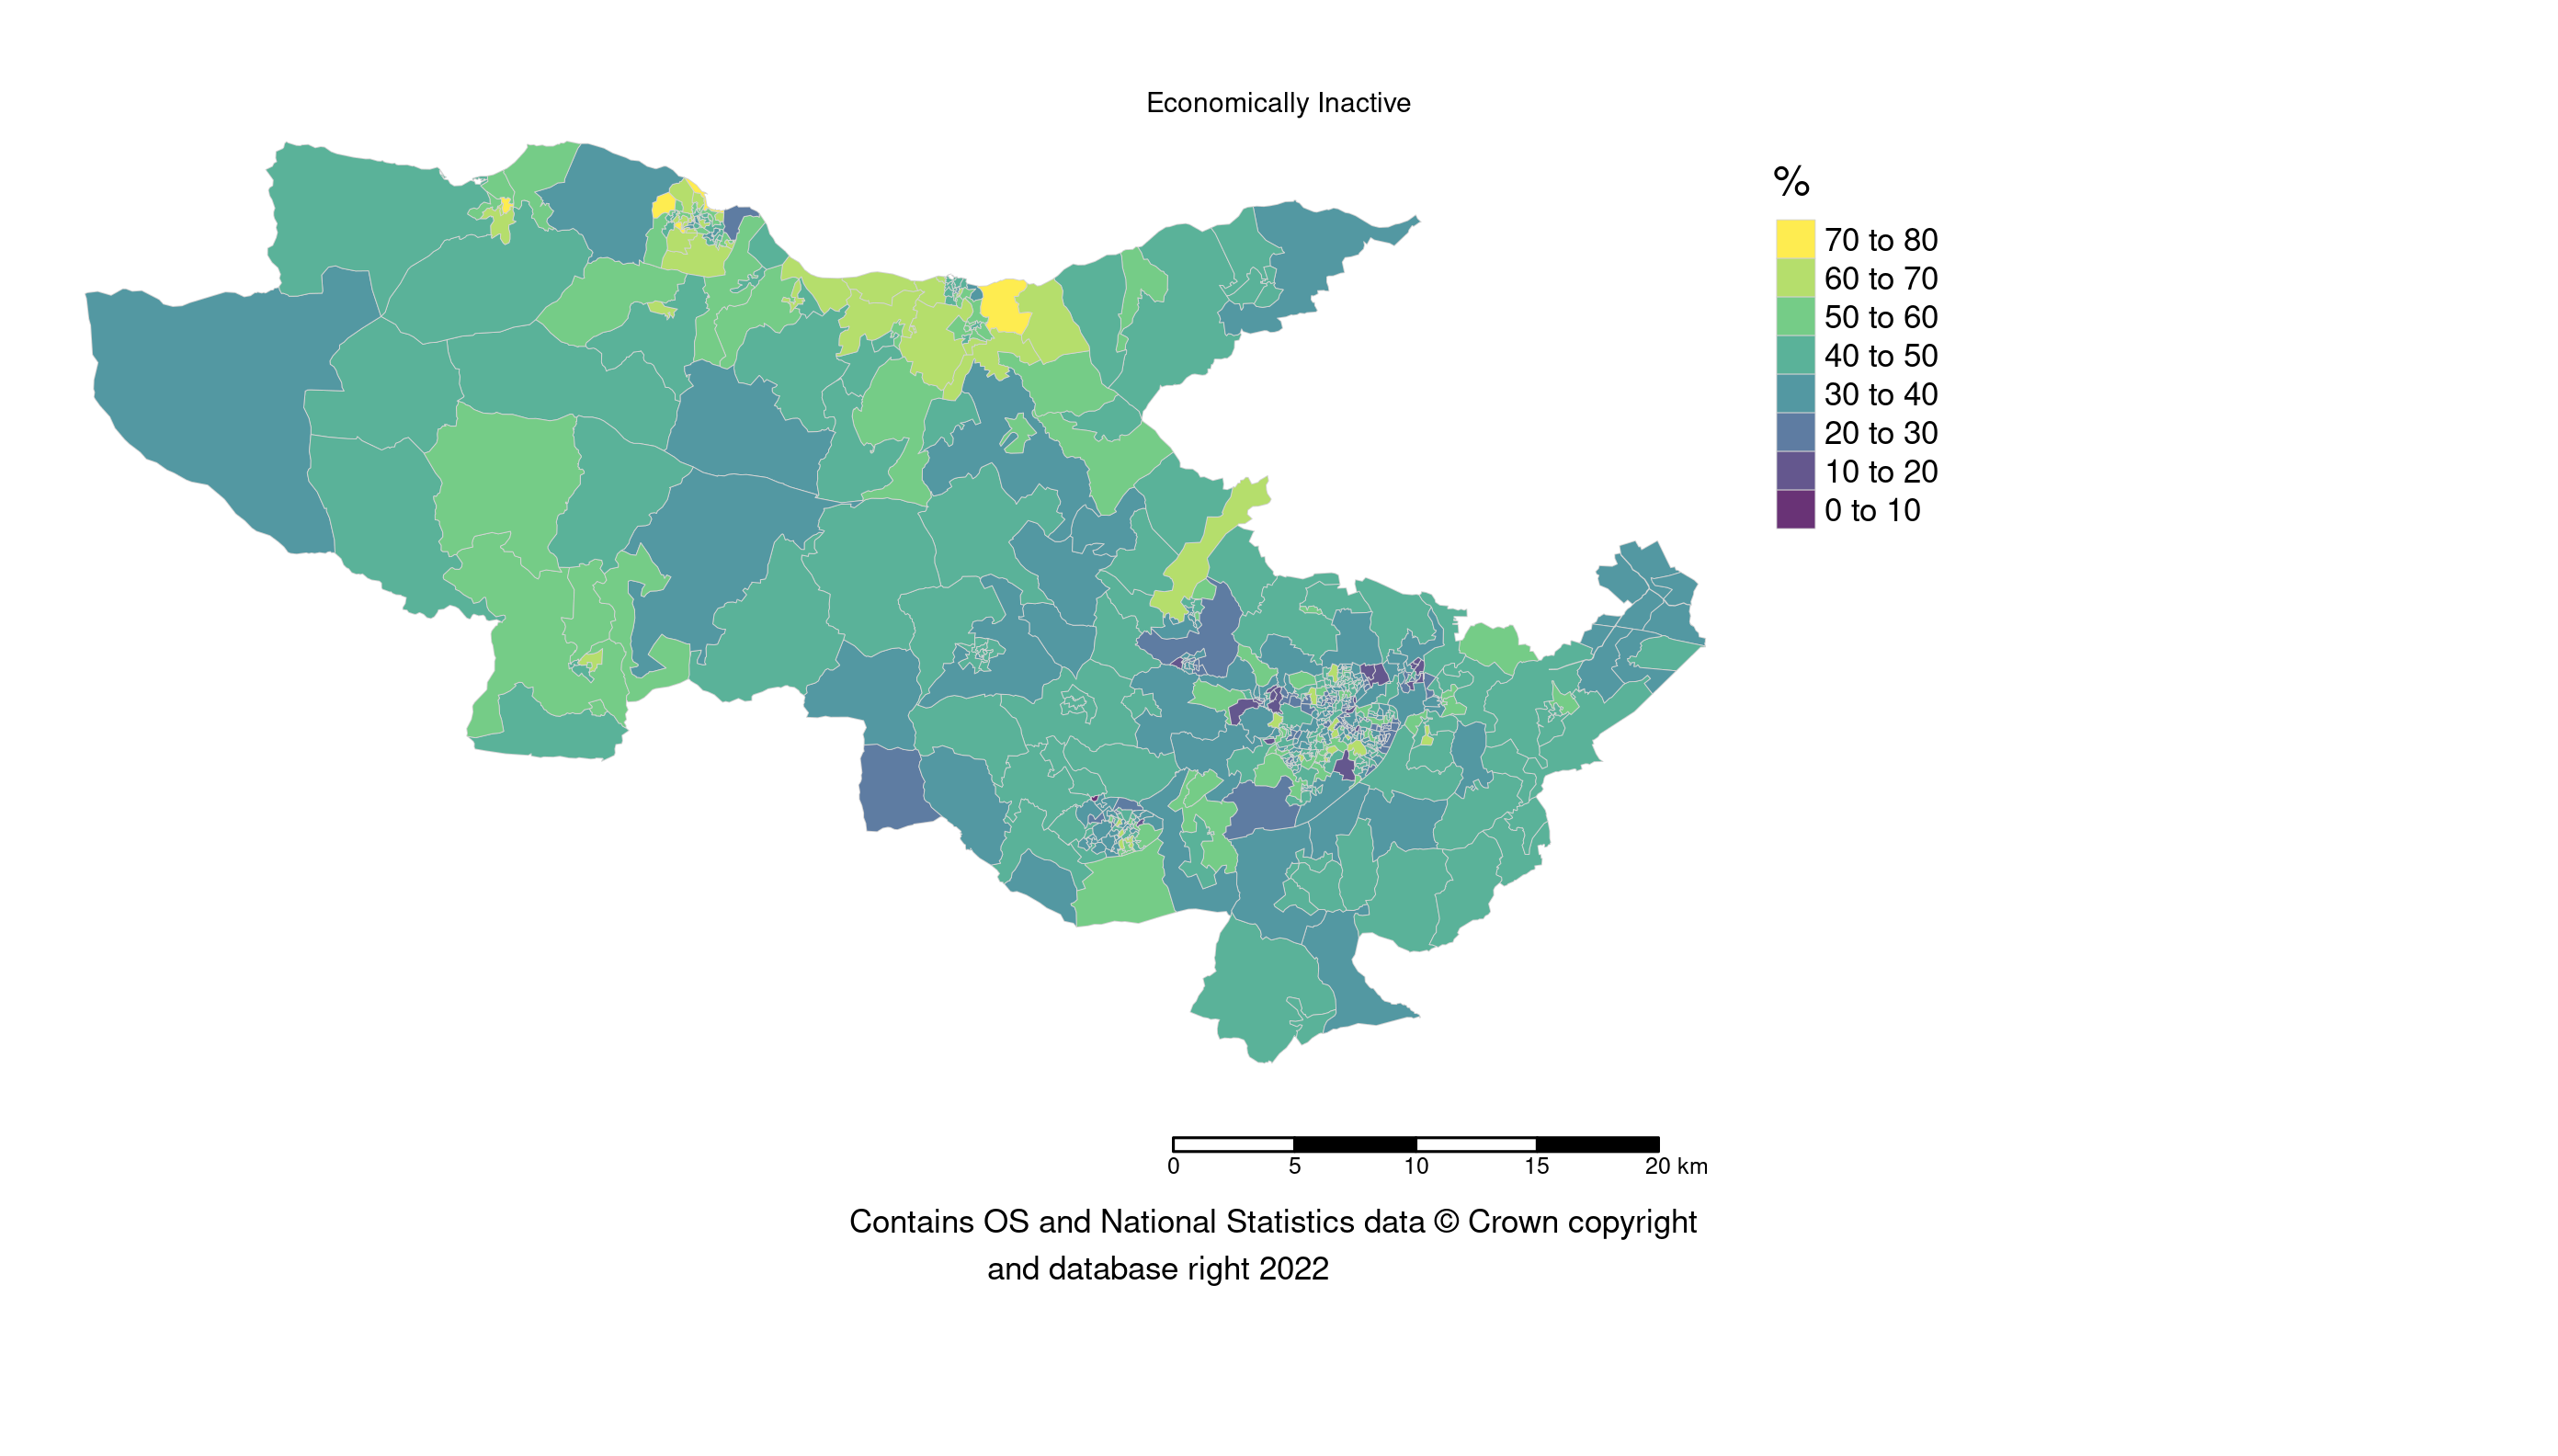 Economically Inactive
%
70 to 80
60 to 70
50 to 60
40 to 50
30 to 40
20 to 30
10 to 20
0 to 10
0 5 10 15 20 km
Contains OS and National Statistics data © Crown copyright
and database right 2022